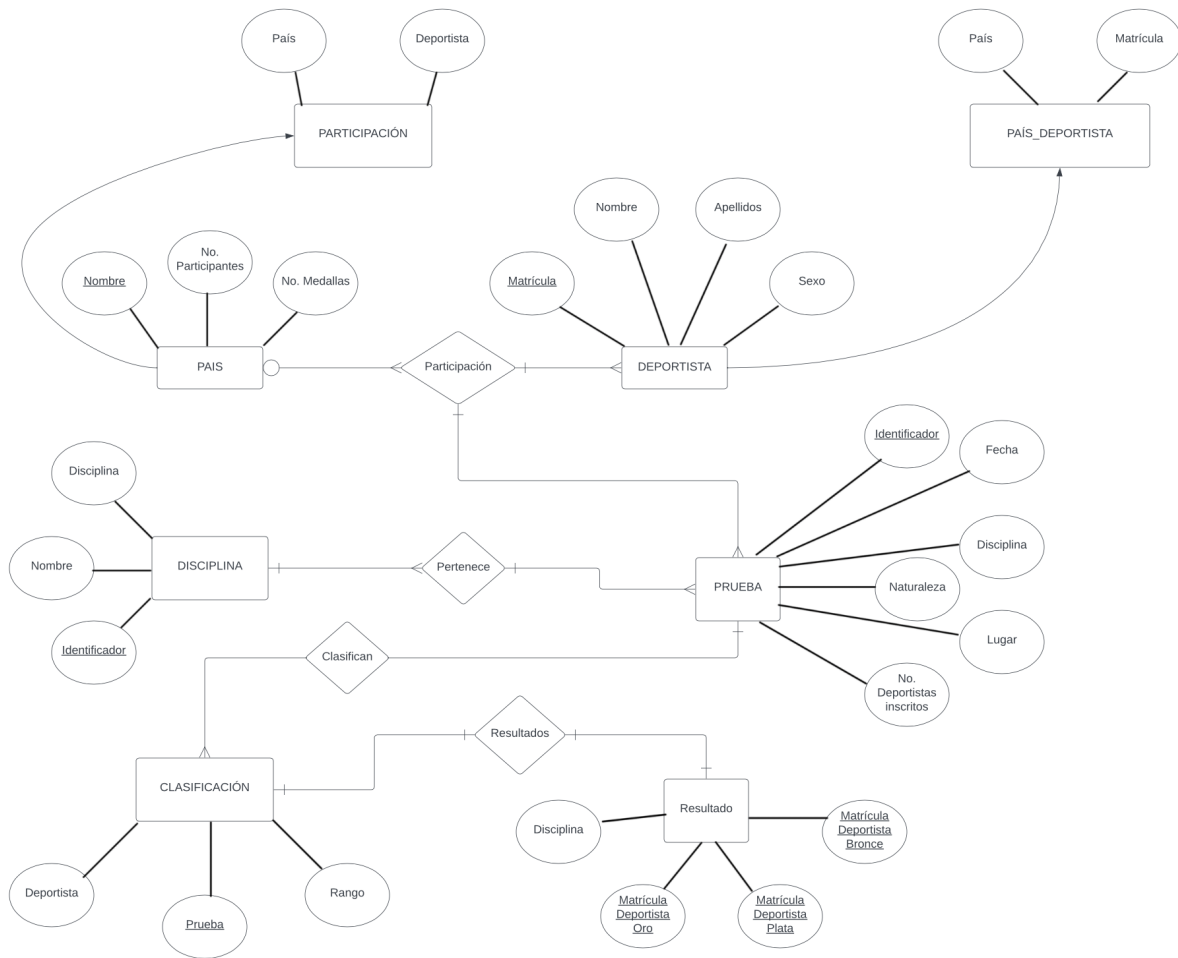 País
Deportista
País
Matrícula
PARTICIPACIÓN
PAÍS_DEPORTISTA
Nombre
Apellidos
No.
Participantes
Nombre
No. Medallas
Matrícula
Sexo
PAIS
Participación
DEPORTISTA
Identificador
Fecha
Disciplina
Disciplina
Nombre
DISCIPLINA
Pertenece
PRUEBA
Naturaleza
Identificador
Lugar
Clasifican
No.
Deportistas
inscritos
Resultados
CLASIFICACIÓN
Resultado
Disciplina
Matrícula
Deportista
Bronce
Deportista
Prueba
Rango
Matrícula
Deportista
Oro
Matrícula
Deportista
Plata